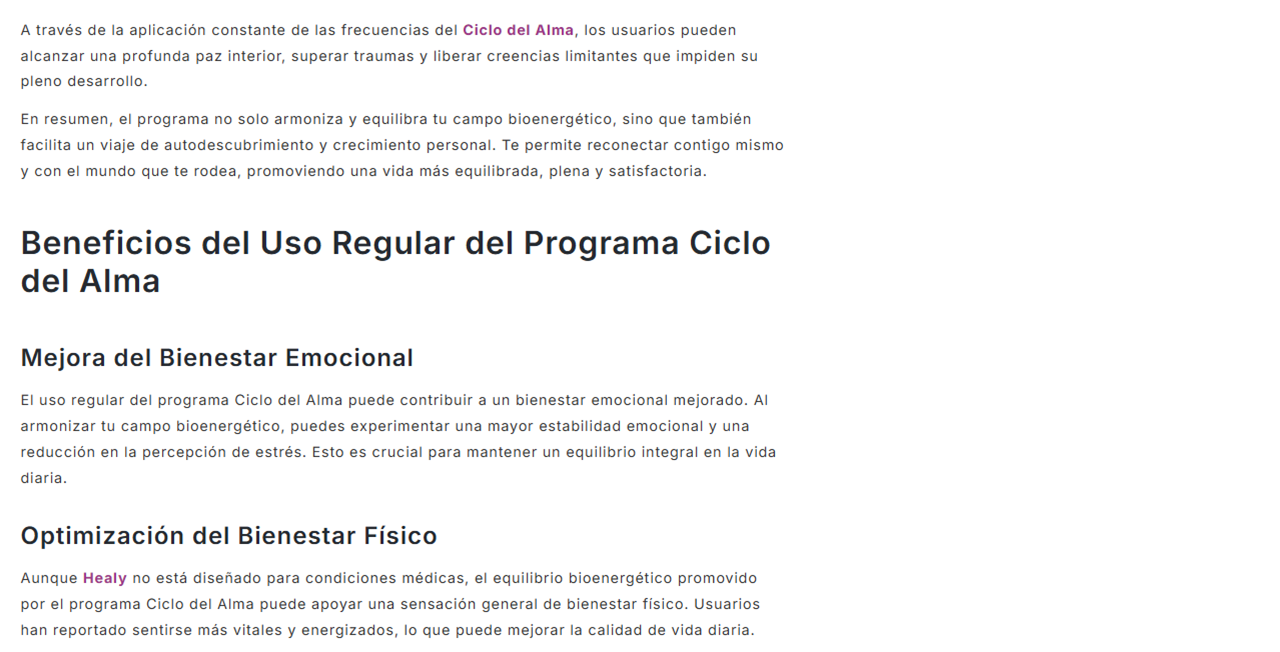 A través de la aplicación constante de las frecuencias del Ciclo del Alma, los usuarios pueden
alcanzar una profunda paz interior, superar traumas y liberar creencias limitantes que impiden su
pleno desarrollo.
En resumen, el programa no solo armoniza y equilibra tu campo bioenergético, sino que también
facilita un viaje de autodescubrimiento y crecimiento personal. Te permite reconectar contigo mismo
y con el mundo que te rodea, promoviendo una vida más equilibrada, plena y satisfactoria.
Beneficios del Uso Regular del Programa Ciclo
del Alma
Mejora del Bienestar Emocional
El uso regular del programa Ciclo del Alma puede contribuir a un bienestar emocional mejorado. Al
armonizar tu campo bioenergético, puedes experimentar una mayor estabilidad emocional y una
reducción en la percepción de estrés. Esto es crucial para mantener un equilibrio integral en la vida
diaria.
Optimización del Bienestar Físico
Aunque Healy no está diseñado para condiciones médicas, el equilibrio bioenergético promovido
por el programa Ciclo del Alma puede apoyar una sensación general de bienestar físico. Usuarios
han reportado sentirse más vitales y energizados, lo que puede mejorar la calidad de vida diaria.